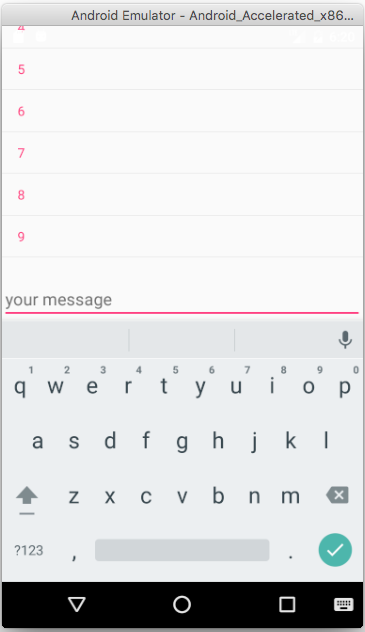 Android Emulator - Android_Accelerated_x86...
4
5
6
7
8
9
your message
1 2 3 4 5 6 7 8 9 0
q w e r t y u i o p
a s d f g h j k l
z x c v b n m
?123 , .